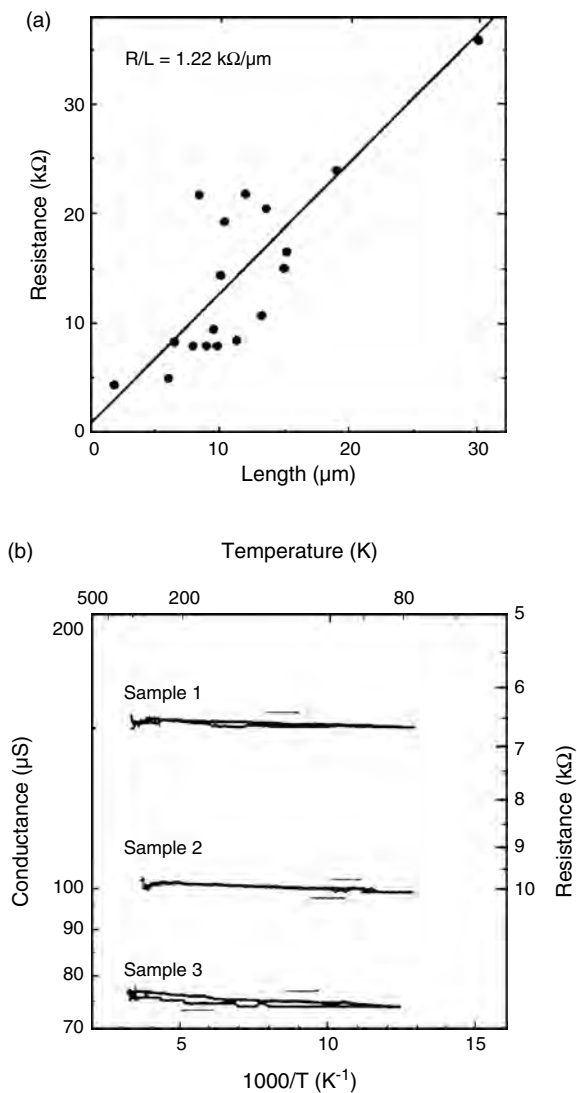 (a)
R/L = 1.22 kΩ/µm
Resistance (kΩ)
30
20
10
0
0 10 20 30
Length (µm)
(b)
Temperature (K)
500 200 80
200
100
90
80
70
Conductance (µS)
Sample 1
Sample 2
Sample 3
5
6
7
8
9
10
Resistance (kΩ)
5 10 15
1000/T (K⁻¹)